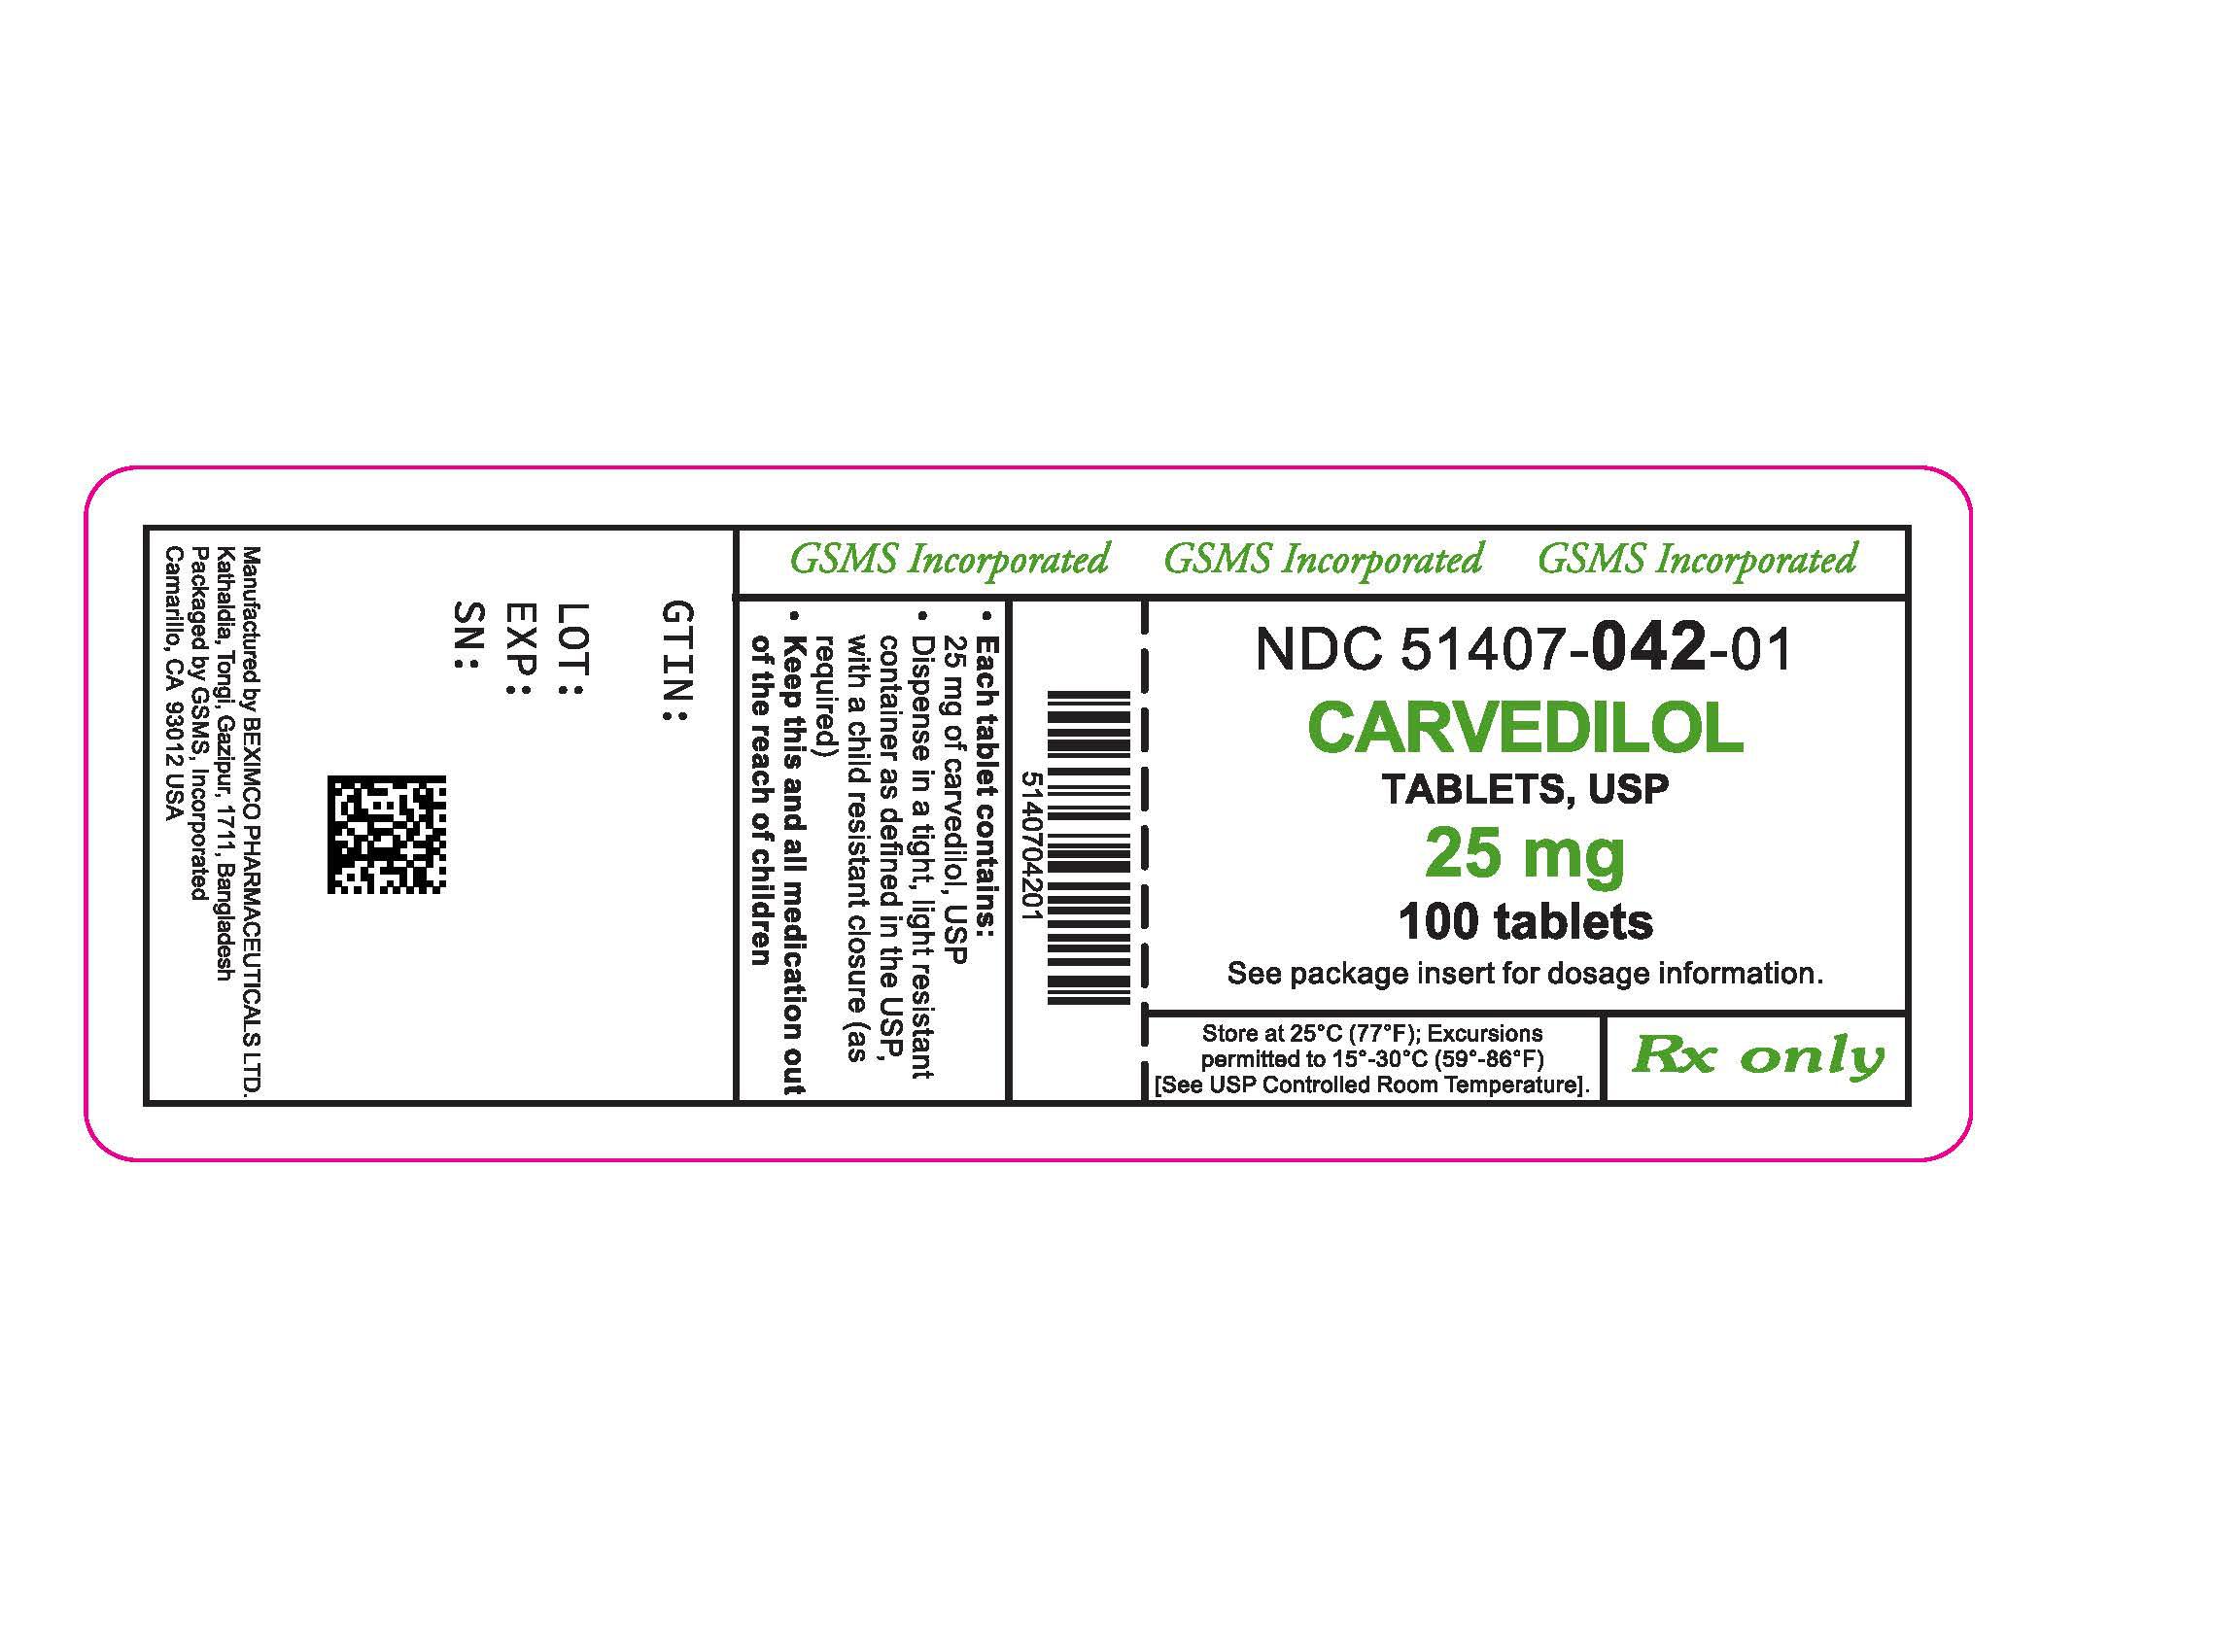 GSMS Incorporated GSMS Incorporated GSMS Incorporated
NDC 51407-042-01
CARVEDILOL
TABLETS, USP
25 mg
100 tablets
See package insert for dosage information.
Store at 25°C (77°F); Excursions
permitted to 15°-30°C (59°-86°F)
[See USP Controlled Room Temperature].
Rx only
5140704201
• Each tablet contains:
25 mg of carvedilol, USP
• Dispense in a tight, light resistant
container as defined in the USP,
with a child resistant closure (as
required)
• Keep this and all medication out
of the reach of children
GTIN:
LOT:
EXP:
SN:
Manufactured by BEXIMCO PHARMACEUTICALS LTD.
Kathaldia, Tongi, Gazipur, 1711, Bangladesh
Packaged by GSMS, Incorporated
Camarillo, CA 93012 USA